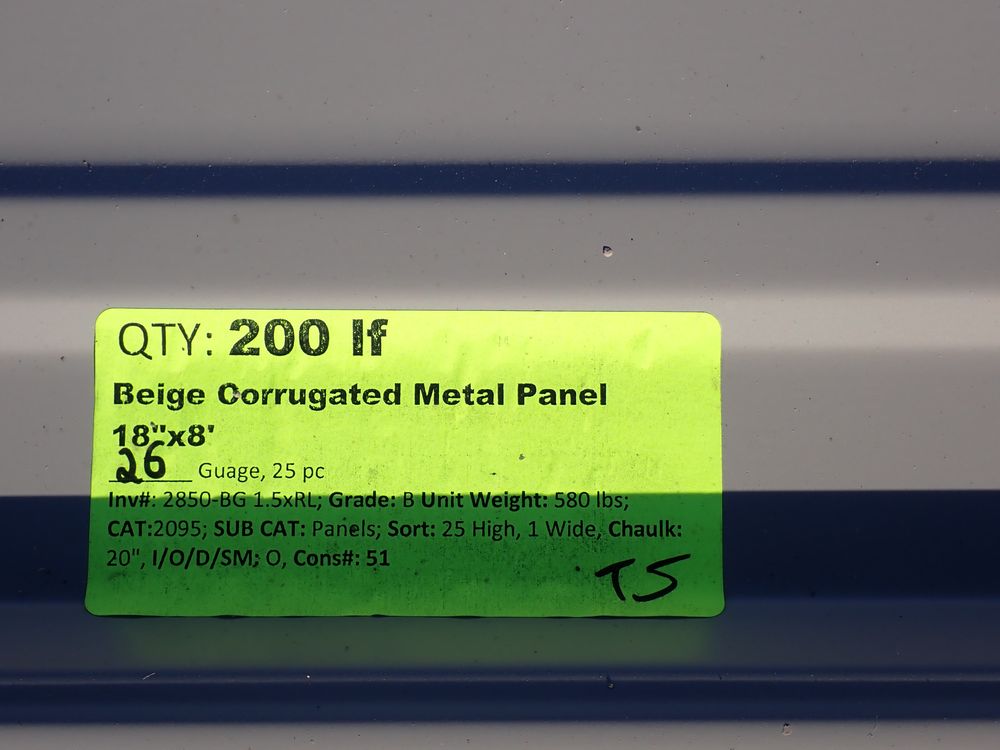 QTY: 200 lf
Beige Corrugated Metal Panel
18"x8'
26 Guage, 25 pc
Inv#: 2850-BG 1.5xRL; Grade: B Unit Weight: 580 lbs;
CAT:2095; SUB CAT: Panels; Sort: 25 High, 1 Wide, Chaulk:
20", I/O/D/SM; O, Cons#: 51
TS